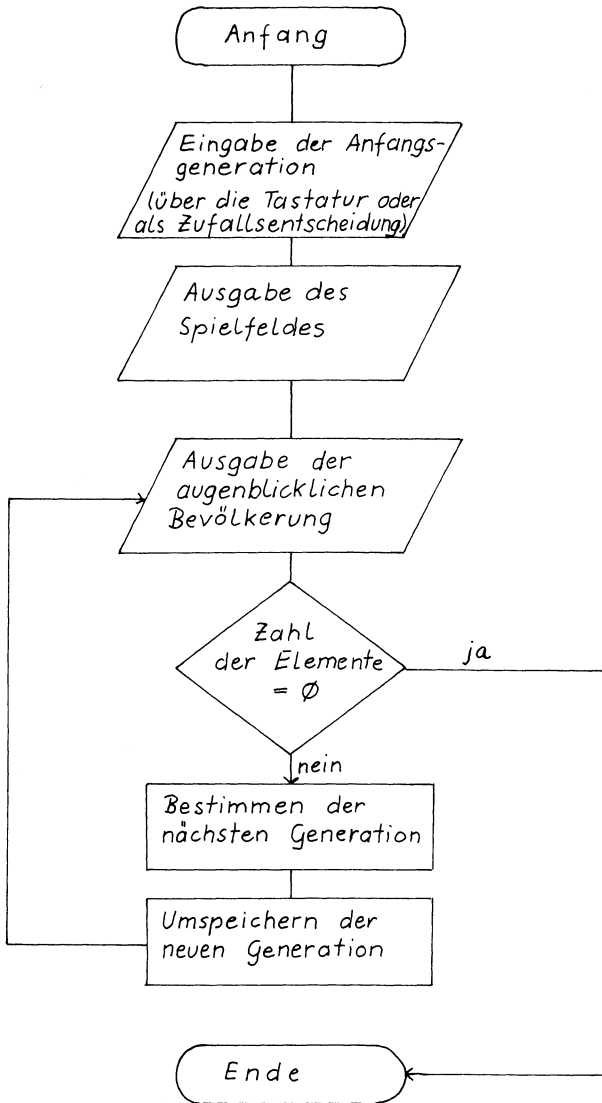 Anfang
Eingabe der Anfangs-
generation
(über die Tastatur oder
als Zufallsentscheidung)
Ausgabe des
Spielfeldes
Ausgabe der
augenblicklichen
Bevölkerung
Zahl
der Elemente
= Ø
ja
nein
Bestimmen der
nächsten Generation
Umspeichern der
neuen Generation
Ende